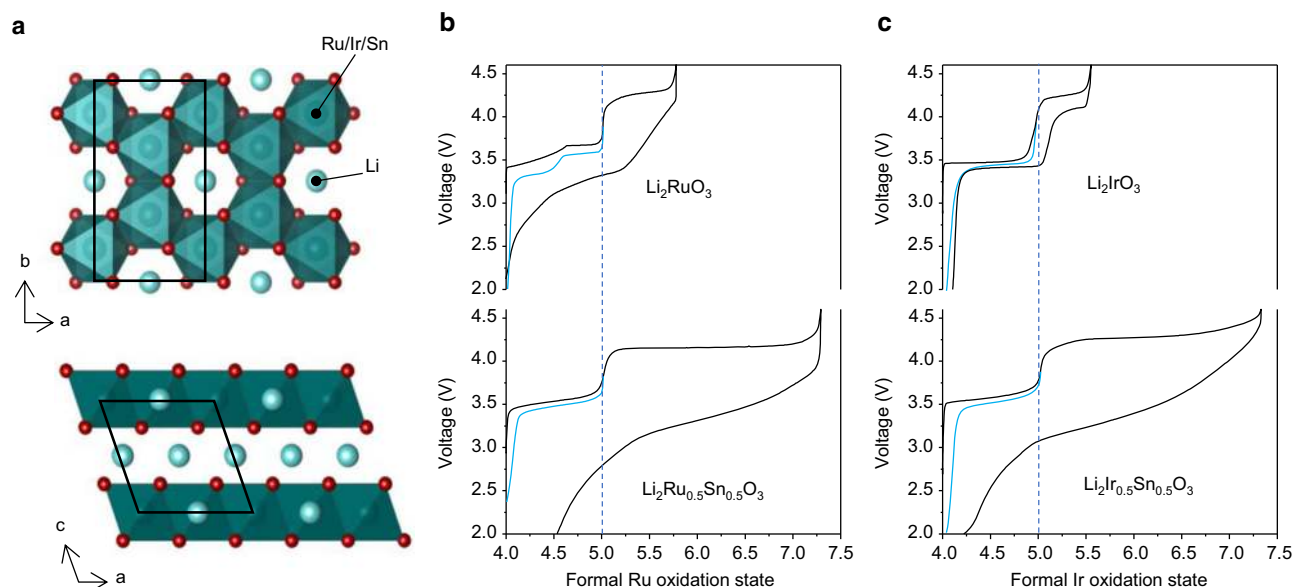 a
Ru/Ir/Sn
Li
b
a
c
a
b
Voltage (V)
4.5
4.0
3.5
3.0
2.5
2.0
Li2RuO3
Voltage (V)
4.5
4.0
3.5
3.0
2.5
2.0
Li2Ru0.5Sn0.5O3
4.0 4.5 5.0 5.5 6.0 6.5 7.0 7.5
Formal Ru oxidation state
c
Voltage (V)
4.5
4.0
3.5
3.0
2.5
2.0
Li2IrO3
Voltage (V)
4.5
4.0
3.5
3.0
2.5
2.0
Li2Ir0.5Sn0.5O3
4.0 4.5 5.0 5.5 6.0 6.5 7.0 7.5
Formal Ir oxidation state